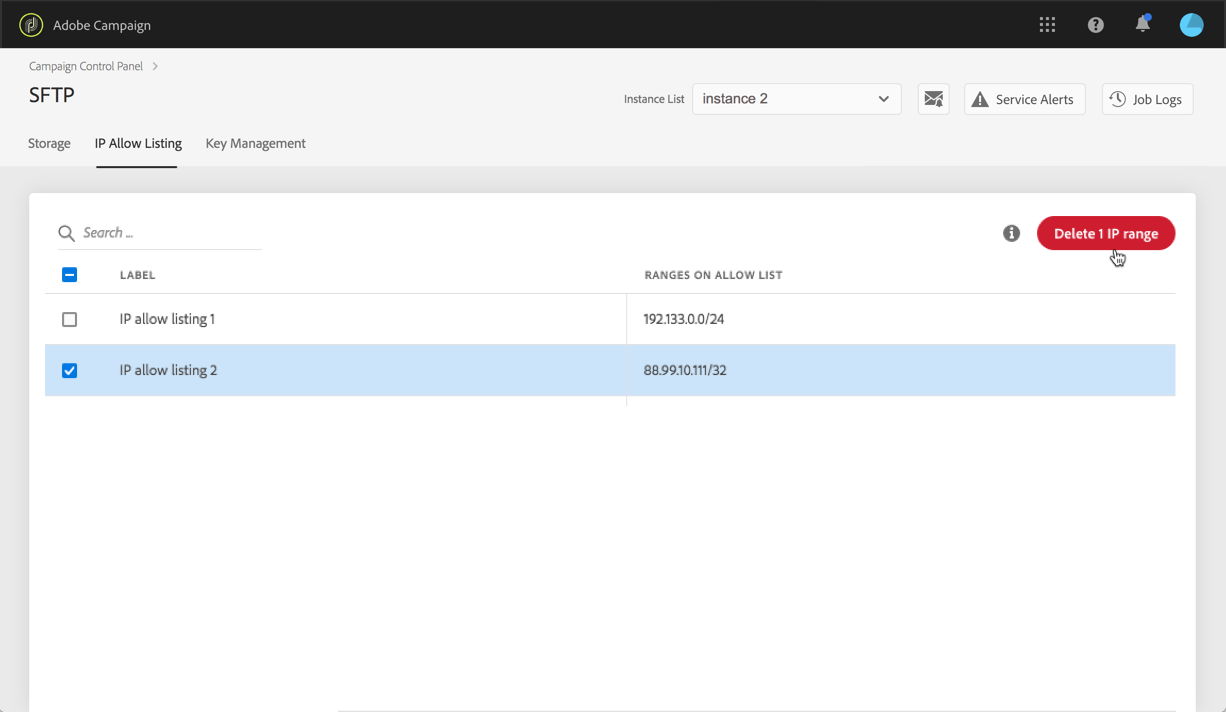 Adobe Campaign
Campaign Control Panel
SFTP
Instance List
instance 2
Service Alerts
Job Logs
Storage
IP Allow Listing
Key Management
Search ...
Delete 1 IP range
LABEL
RANGES ON ALLOW LIST
IP allow listing 1
192.133.0.0/24
IP allow listing 2
88.99.10.111/32